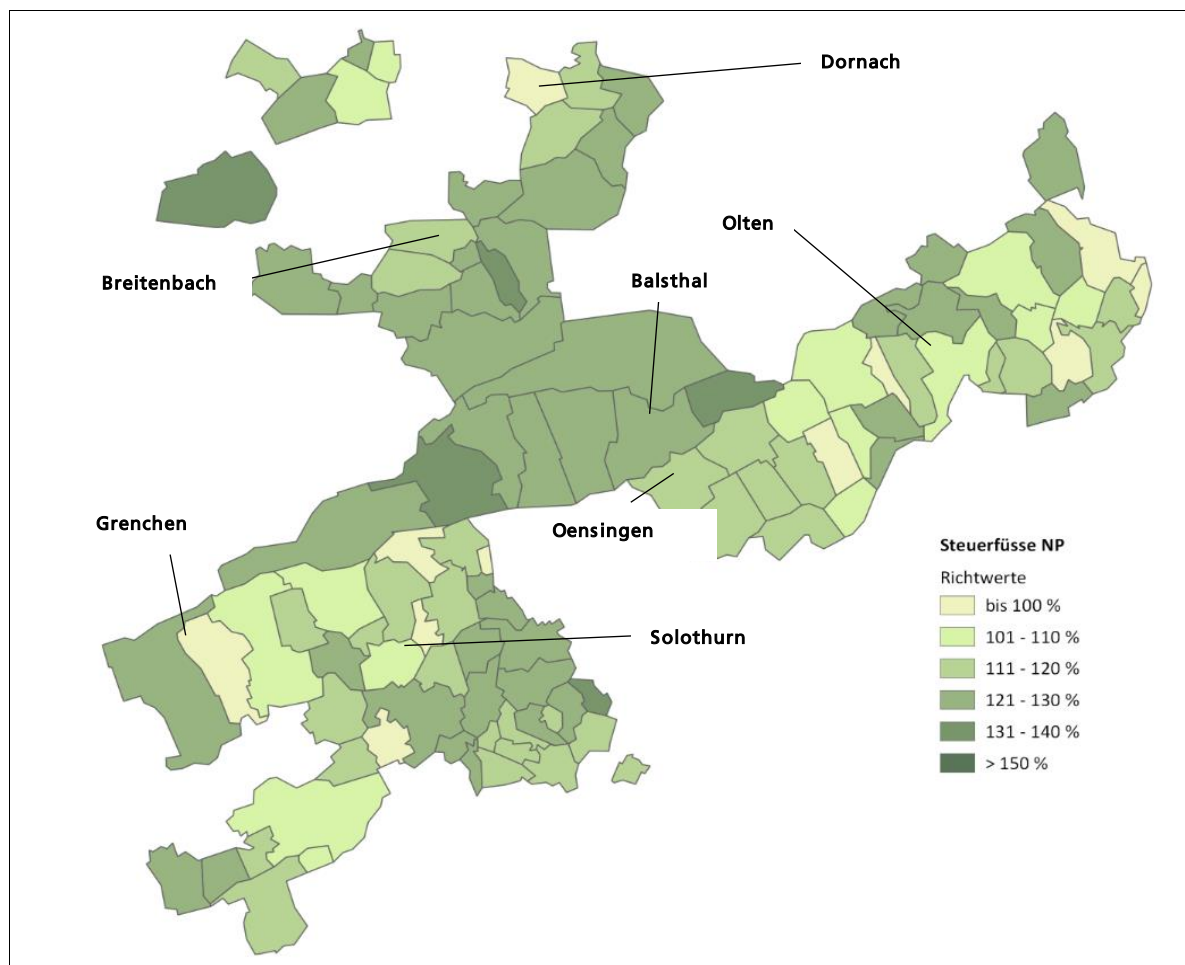 Dornach
Olten
Breitenbach
Balsthal
Grenchen
Oensingen
Solothurn
Steuerfüsse NP
Richtwerte
bis 100 %
101 - 110 %
111 - 120 %
121 - 130 %
131 - 140 %
> 150 %